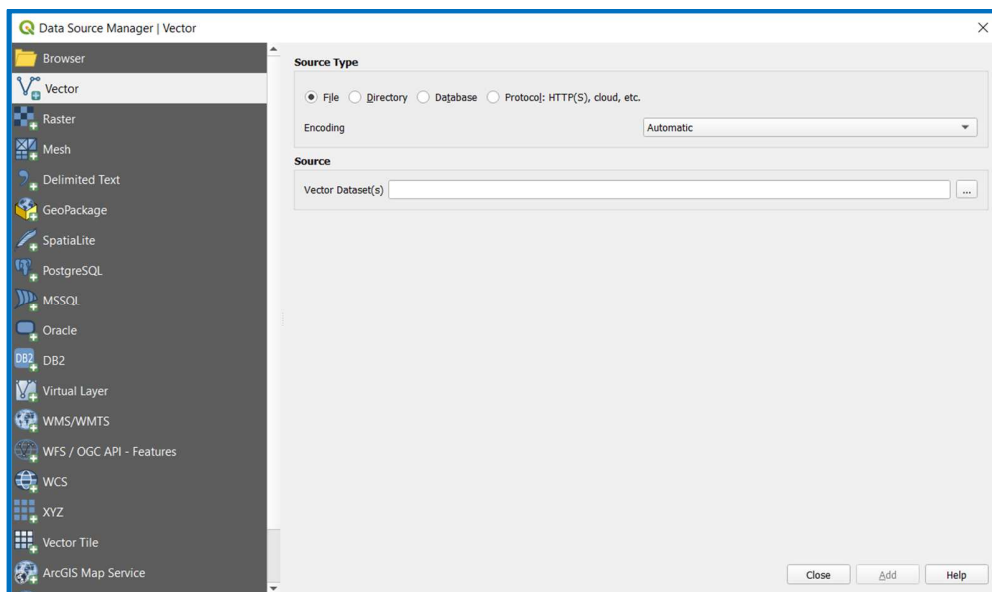 Data Source Manager | Vector
Browser
Vector
Raster
Mesh
Delimited Text
GeoPackage
SpatiaLite
PostgreSQL
MSSQL
Oracle
DB2 DB2
Virtual Layer
WMS/WMTS
WFS / OGC API - Features
WCS
XYZ
Vector Tile
ArcGIS Map Service
Source Type
File Directory Database Protocol: HTTP(S), cloud, etc.
Encoding Automatic
Source
Vector Dataset(s) ...
Close Add Help